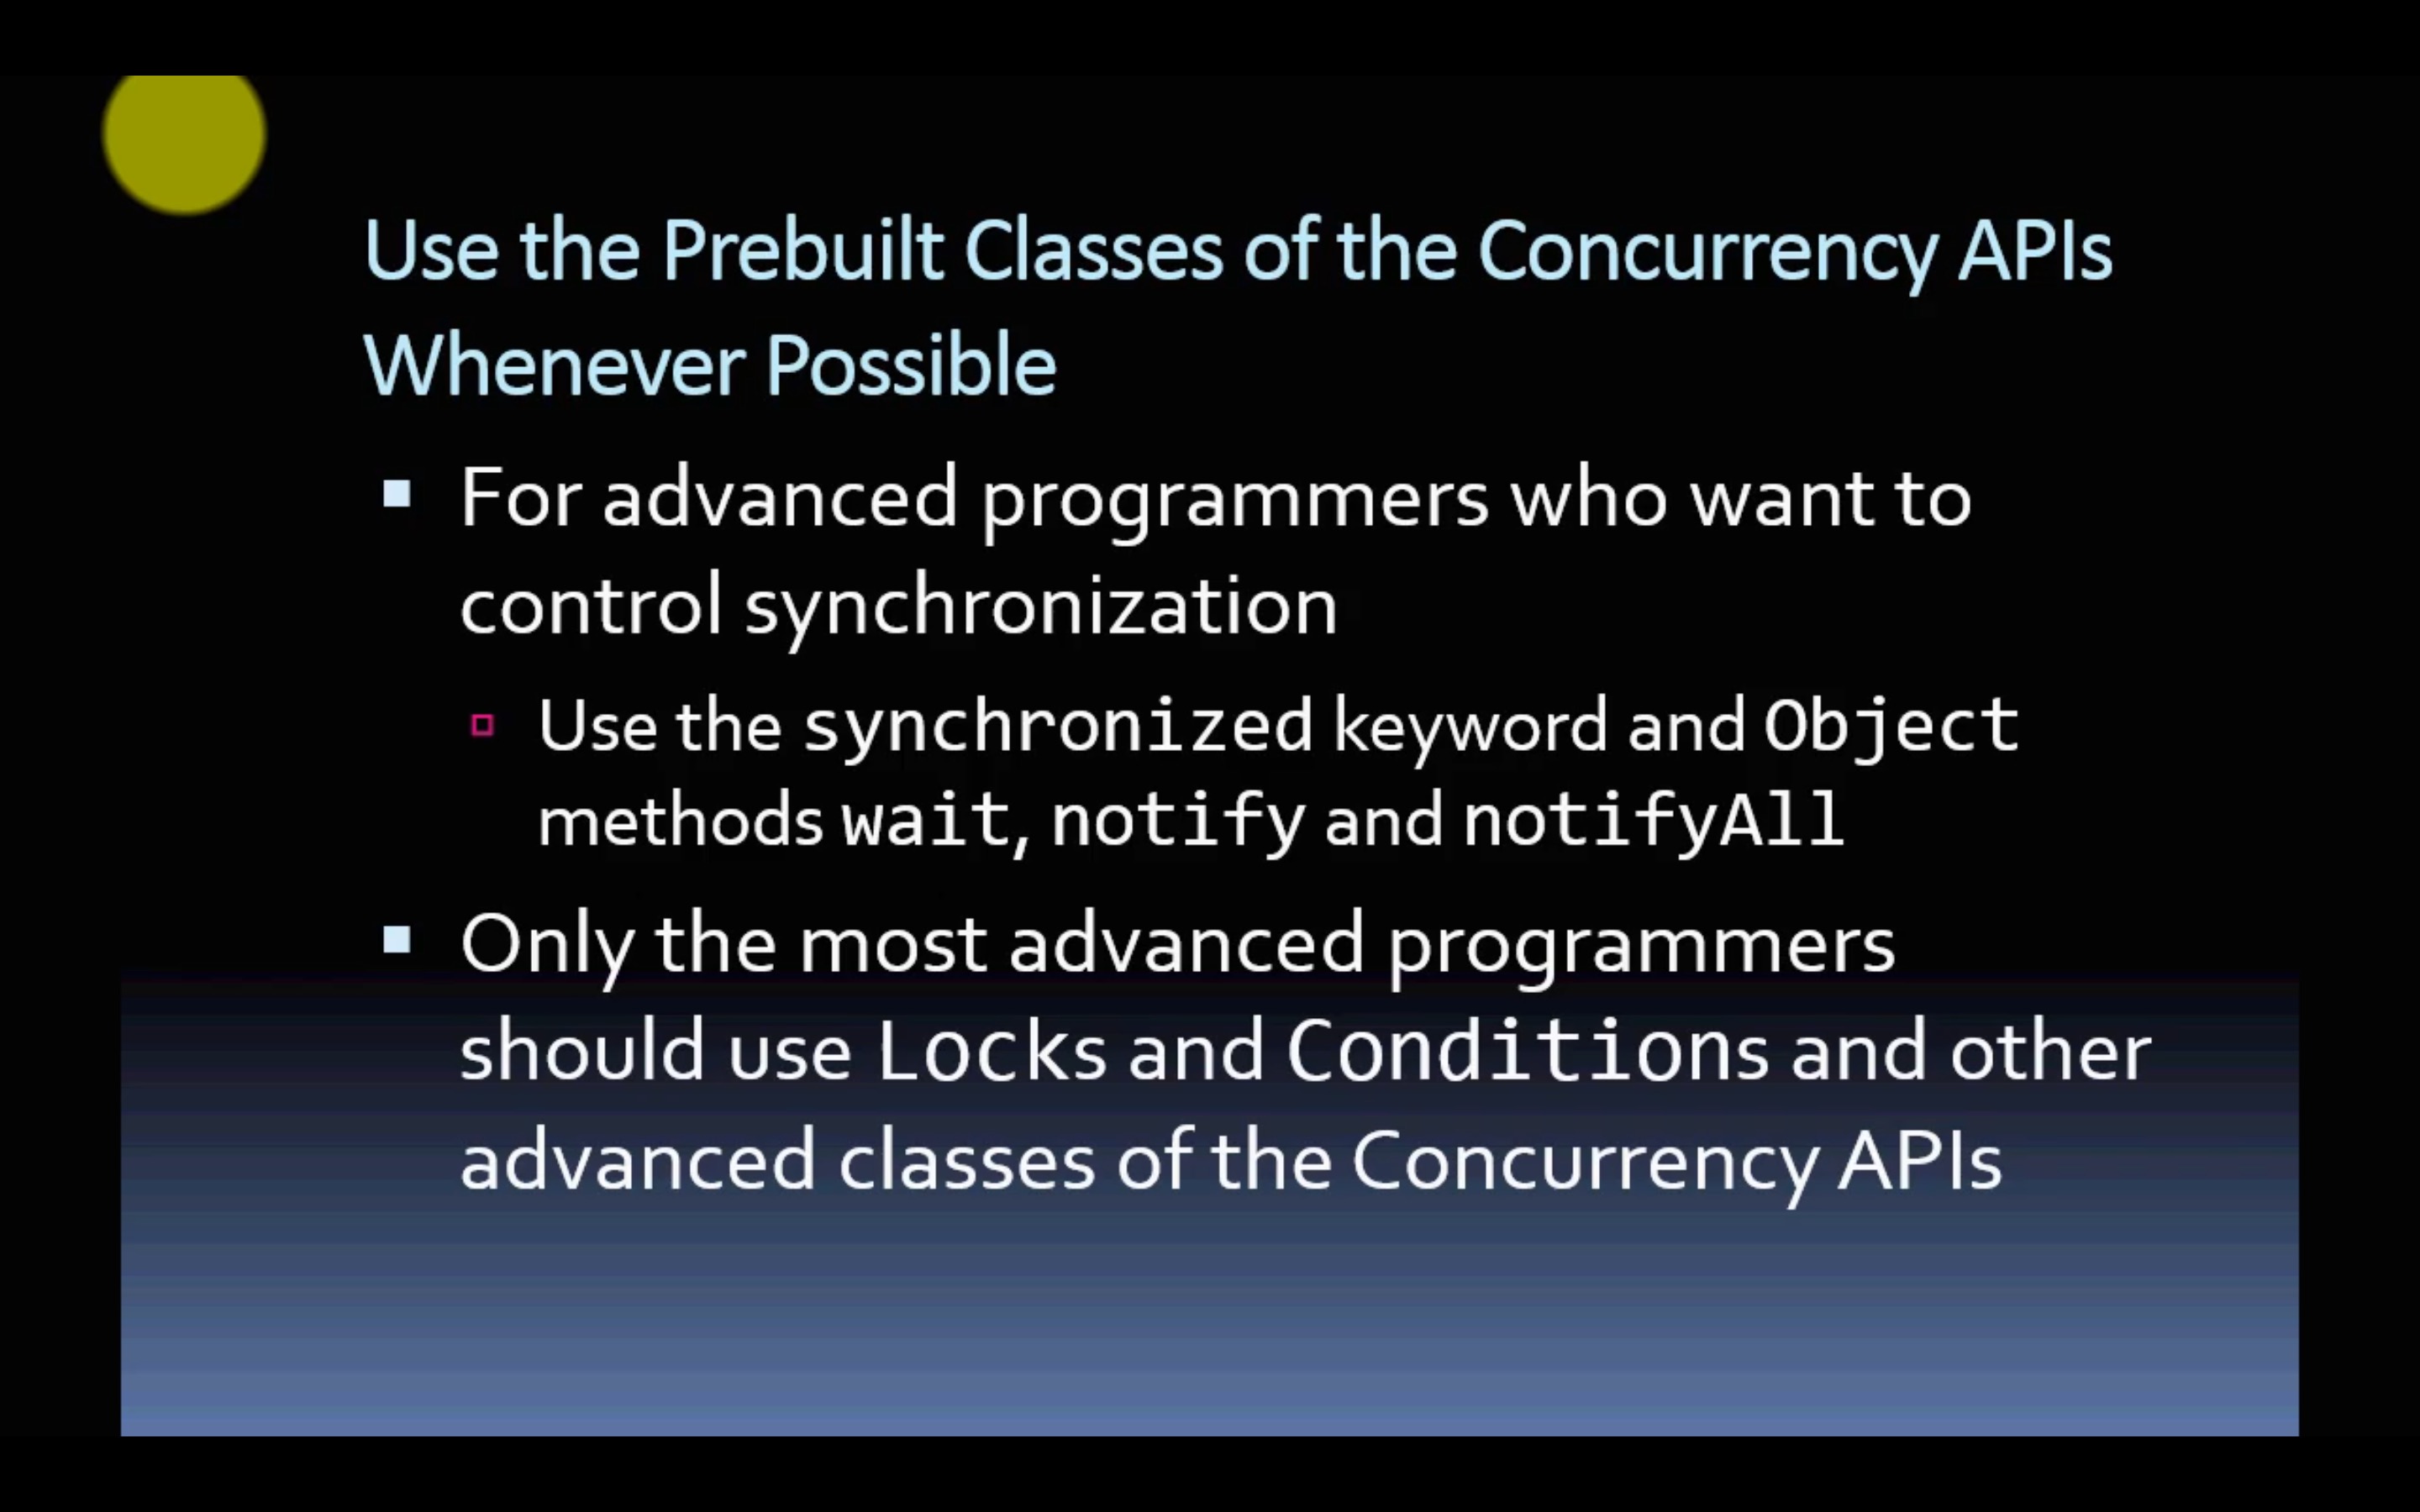 Use the Prebuilt Classes of the Concurrency APIs
Whenever Possible
For advanced programmers who want to
control synchronization
Use the synchronized keyword and Object
methods wait, notify and notifyAll
Only the most advanced programmers
should use Locks and Conditions and other
advanced classes of the Concurrency APIs